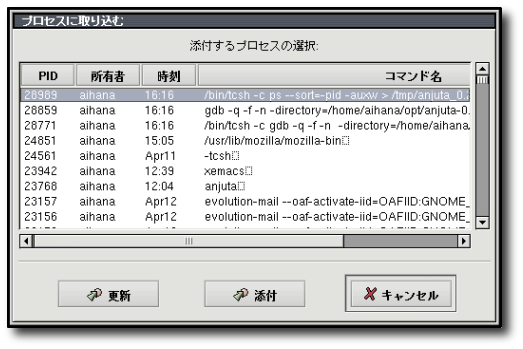 プロセスに取り込む
添付するプロセスの選択:
PID 所有者 時刻 コマンド名
28989 aihana 16:16 /bin/tcsh -c ps --sort=-pid -auxw > /tmp/anjuta_0.
28859 aihana 16:16 gdb -q -f -n -directory=/home/aihana/opt/anjuta-0.
28771 aihana 16:16 /bin/tcsh -c gdb -q -f -n -directory=/home/aihana/
24851 aihana 15:05 /usr/lib/mozilla/mozilla-bin
24561 aihana Apr11 -tcsh
23942 aihana 12:39 xemacs
23768 aihana 12:04 anjuta
23157 aihana Apr12 evolution-mail --oaf-activate-iid=OAFIID:GNOME_
23156 aihana Apr12 evolution-mail --oaf-activate-iid=OAFIID:GNOME_
更新 添付 キャンセル